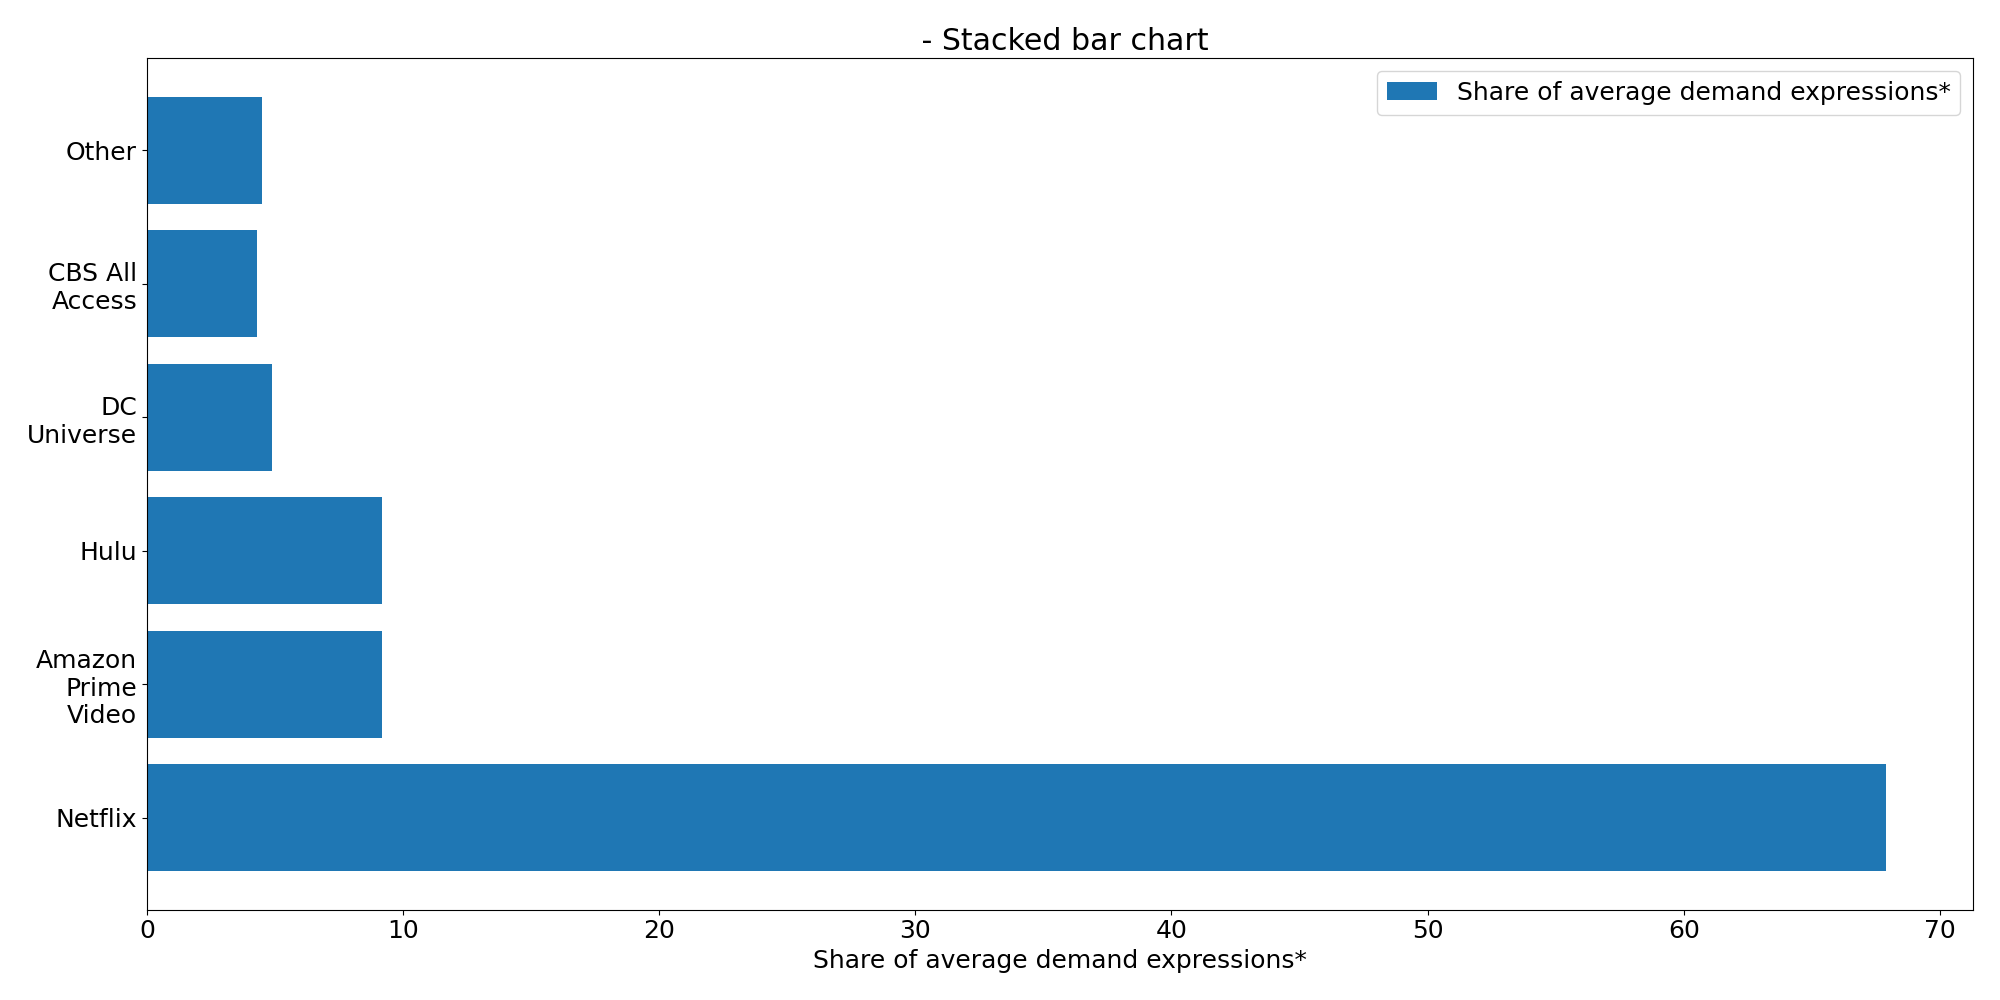 - Stacked bar chart
Share of average demand expressions*
Other
CBS All
Access
DC
Universe
Hulu
Amazon
Prime
Video
Netflix
0 10 20 30 40 50 60 70
Share of average demand expressions*